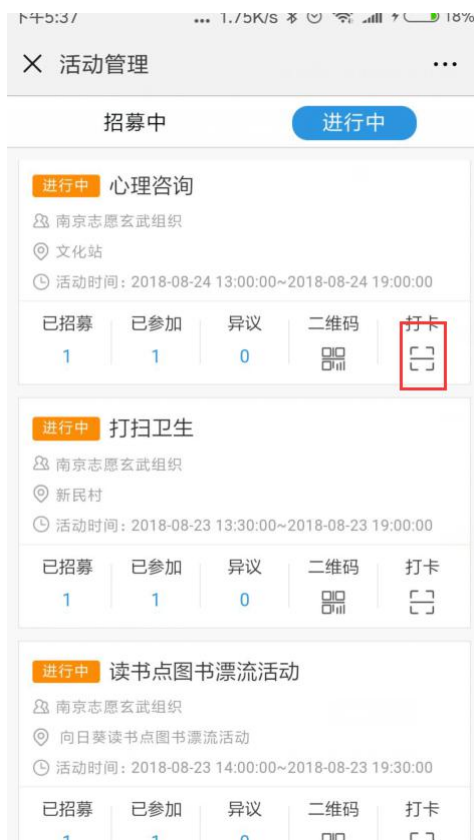 下午5:37 ... 1.75K/s 18%
活动管理 ...
招募中 进行中
进行中 心理咨询
南京志愿玄武组织
文化站
活动时间：2018-08-24 13:00:00~2018-08-24 19:00:00
已招募 已参加 异议 二维码 打卡
1 1 0
进行中 打扫卫生
南京志愿玄武组织
新民村
活动时间：2018-08-23 13:30:00~2018-08-23 19:00:00
已招募 已参加 异议 二维码 打卡
1 1 0
进行中 读书点图书漂流活动
南京志愿玄武组织
向日葵读书点图书漂流活动
活动时间：2018-08-23 14:00:00~2018-08-23 19:30:00
已招募 已参加 异议 二维码 打卡
1 1 0